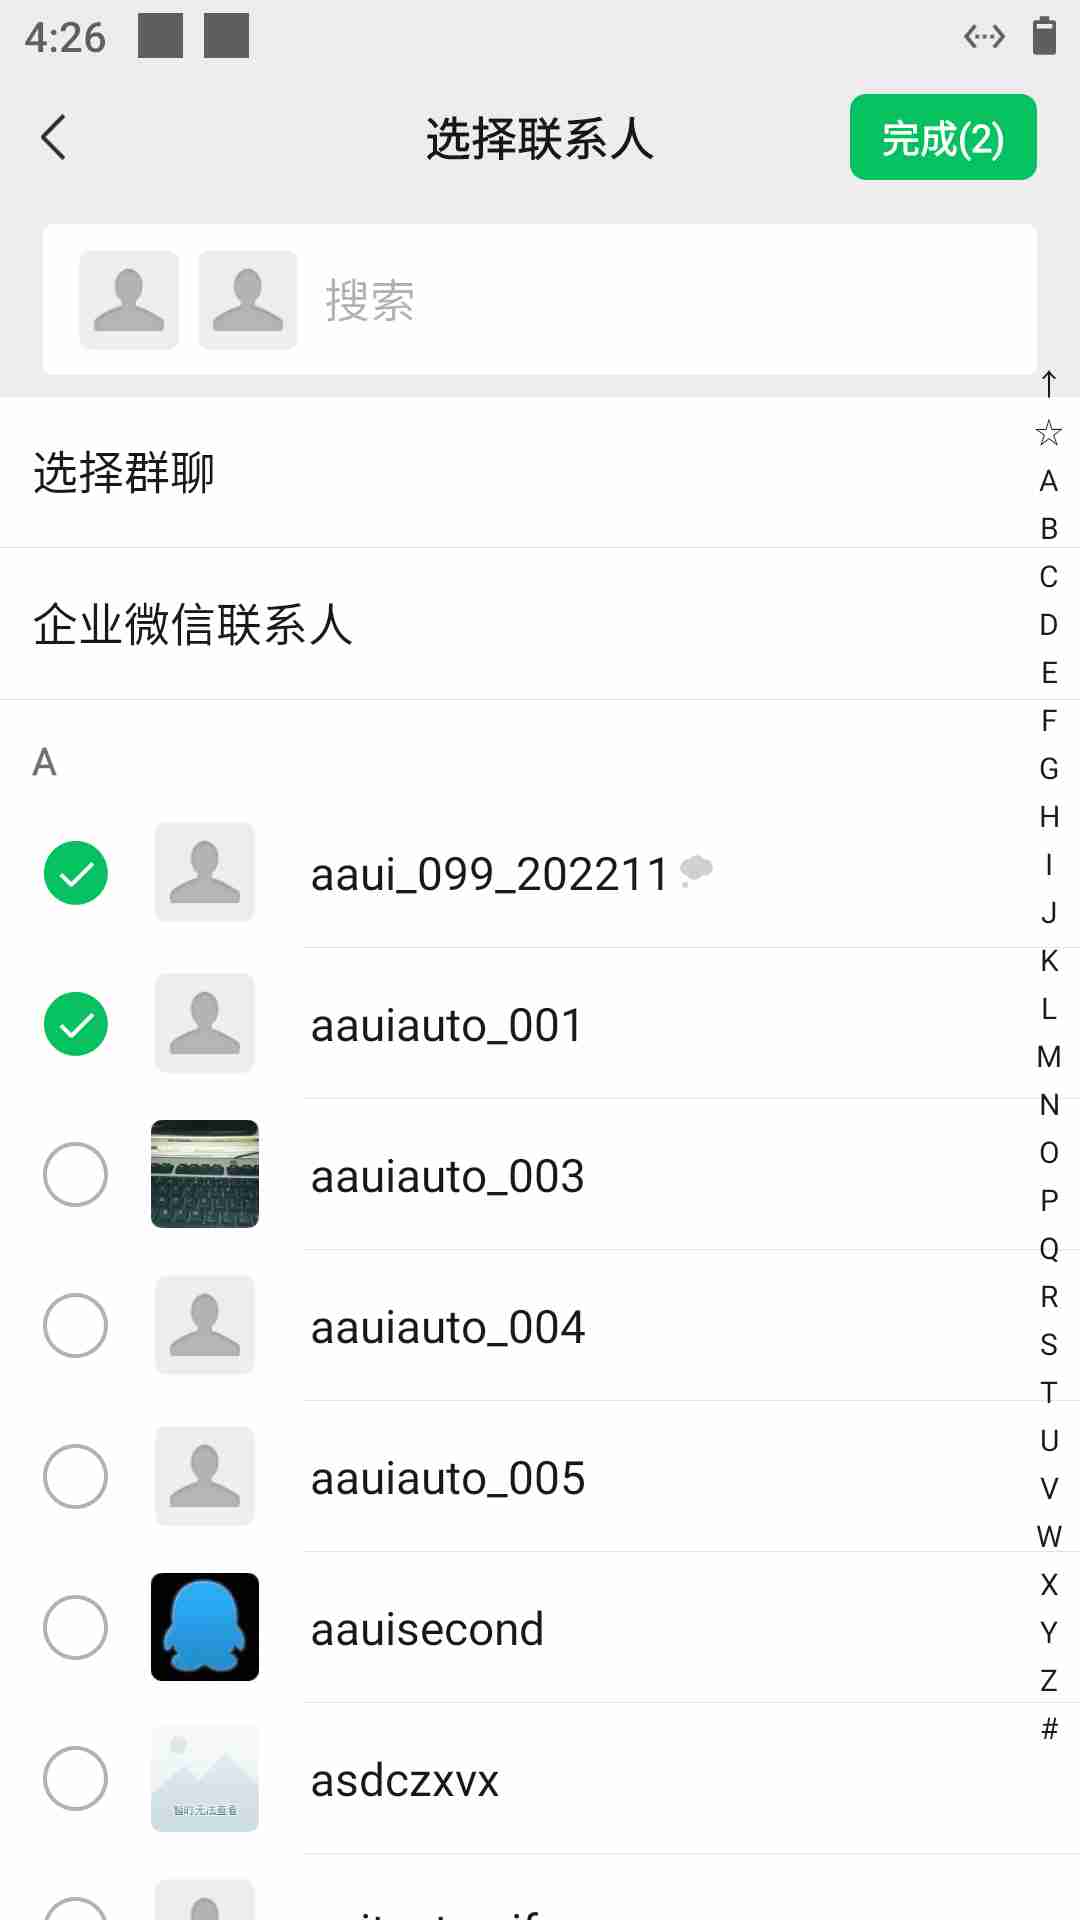 4:26
选择联系人
完成(2)
搜索
↑
☆
选择群聊
企业微信联系人
A
aaui_099_202211
aauiauto_001
aauiauto_003
aauiauto_004
aauiauto_005
aauisecond
asdczxvx
暂时无法查看
A
B
C
D
E
F
G
H
I
J
K
L
M
N
O
P
Q
R
S
T
U
V
W
X
Y
Z
#